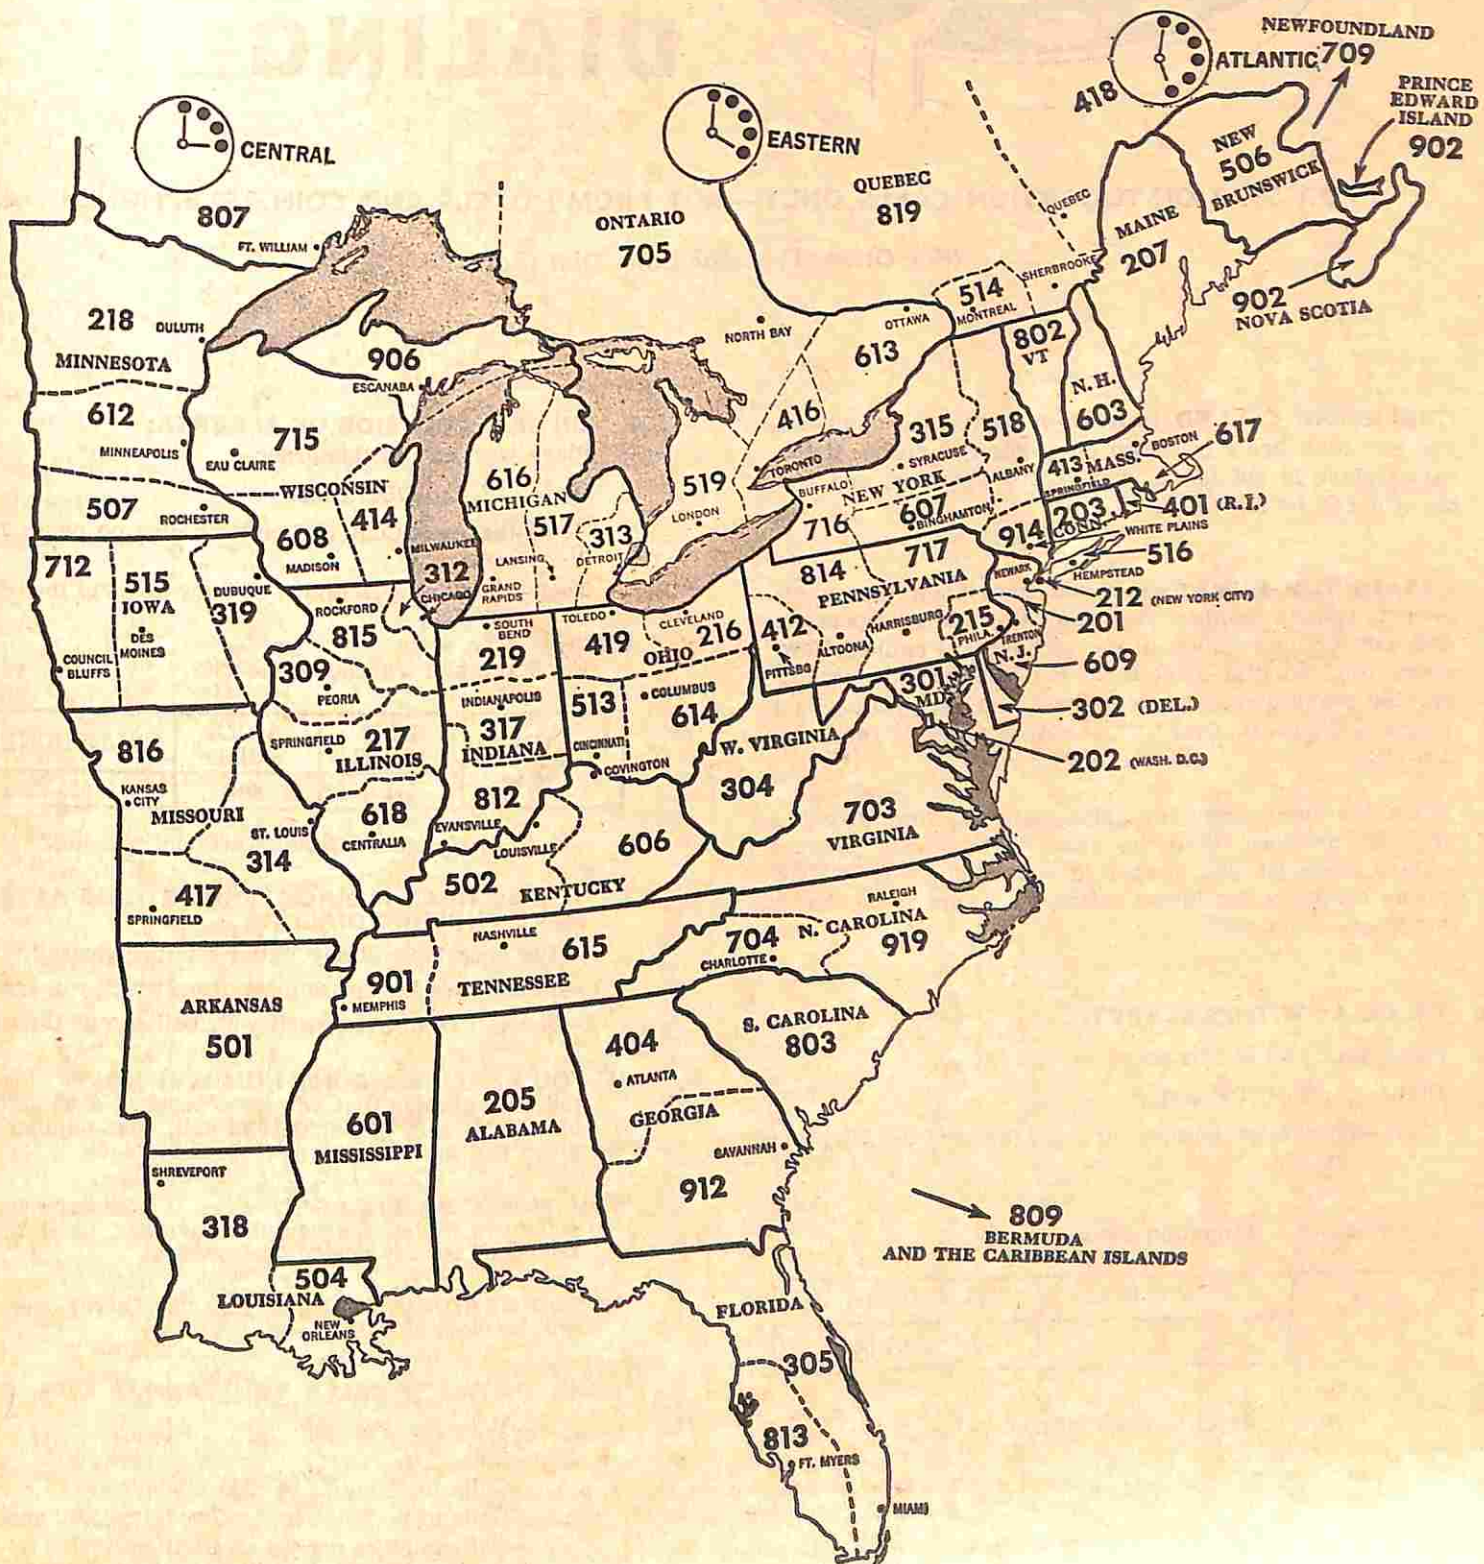 NEWFOUNDLAND
709
ATLANTIC
418
PRINCE
EDWARD
ISLAND
902
CENTRAL
EASTERN
NEW
506
BRUNSWICK
QUEBEC
819
QUEBEC
MAINE
207
807
FT. WILLIAM
ONTARIO
705
SHERBROOKE
902
NOVA SCOTIA
514
MONTREAL
218
DULUTH
MINNESOTA
NORTH BAY
OTTAWA
613
802
VT
N. H.
603
906
ESCANABA
612
MINNEAPOLIS
715
EAU CLAIRE
WISCONSIN
416
TORONTO
315
SYRACUSE
518
ALBANY
BOSTON
617
413
MASS.
SPRINGFIELD
616
MICHIGAN
519
LONDON
BUFFALO
NEW YORK
716
607
BINGHAMTON
203
CONN
401 (R.I.)
914
WHITE PLAINS
516
HEMPSTEAD
507
ROCHESTER
608
MADISON
414
MILWAUKEE
517
LANSING
313
DETROIT
GRAND
RAPIDS
312
CHICAGO
712
515
IOWA
DES
MOINES
DUBUQUE
319
COUNCIL
BLUFFS
ROCKFORD
815
SOUTH
BEND
219
TOLEDO
419
CLEVELAND
216
OHIO
814
717
PENNSYLVANIA
412
PITTSBG
ALTOONA
HARRISBURG
215
PHILA.
TRENTON
NEWARK
212 (NEW YORK CITY)
201
N. J.
609
309
PEORIA
INDIANAPOLIS
317
INDIANA
513
CINCINNATI
COLUMBUS
614
COVINGTON
301
MD.
302 (DEL.)
202 (WASH. D.C.)
W. VIRGINIA
304
816
KANSAS
CITY
MISSOURI
SPRINGFIELD
217
ILLINOIS
618
CENTRALIA
812
EVANSVILLE
LOUISVILLE
606
703
VIRGINIA
ST. LOUIS
314
417
SPRINGFIELD
502
KENTUCKY
NASHVILLE
615
TENNESSEE
901
MEMPHIS
RALEIGH
N. CAROLINA
704
CHARLOTTE
919
ARKANSAS
501
S. CAROLINA
803
404
ATLANTA
GEORGIA
601
MISSISSIPPI
205
ALABAMA
SAVANNAH
912
SHREVEPORT
318
809
BERMUDA
AND THE CARIBBEAN ISLANDS
504
LOUISIANA
NEW
ORLEANS
FLORIDA
305
813
FT. MYERS
MIAMI